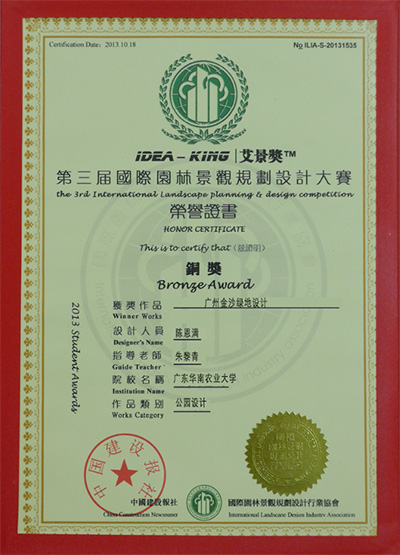 Certification Date: 2013.10.18
No ILIA-S-20131535
IDEA-KING|艾景獎™
第三届國際園林景觀規劃設計大賽
the 3rd International Landscape planning & design competition
榮譽證書
HONOR CERTIFICATE
This is to certify that（兹證明）
銅獎
Bronze Award
獲獎作品 广州金沙绿地设计
Winner Works
設計人員 陈恩满
Designer's Name
指導老師 朱黎青
Guide Teacher
院校名稱 广东华南农业大学
Institution Name
作品類別 公园设计
Works Category
2013 Student Awards
中国建设报社
中國建設報社
China Construction Newspaper
國際園林景觀規劃設計行業協會
International Landscape Design Industry Association